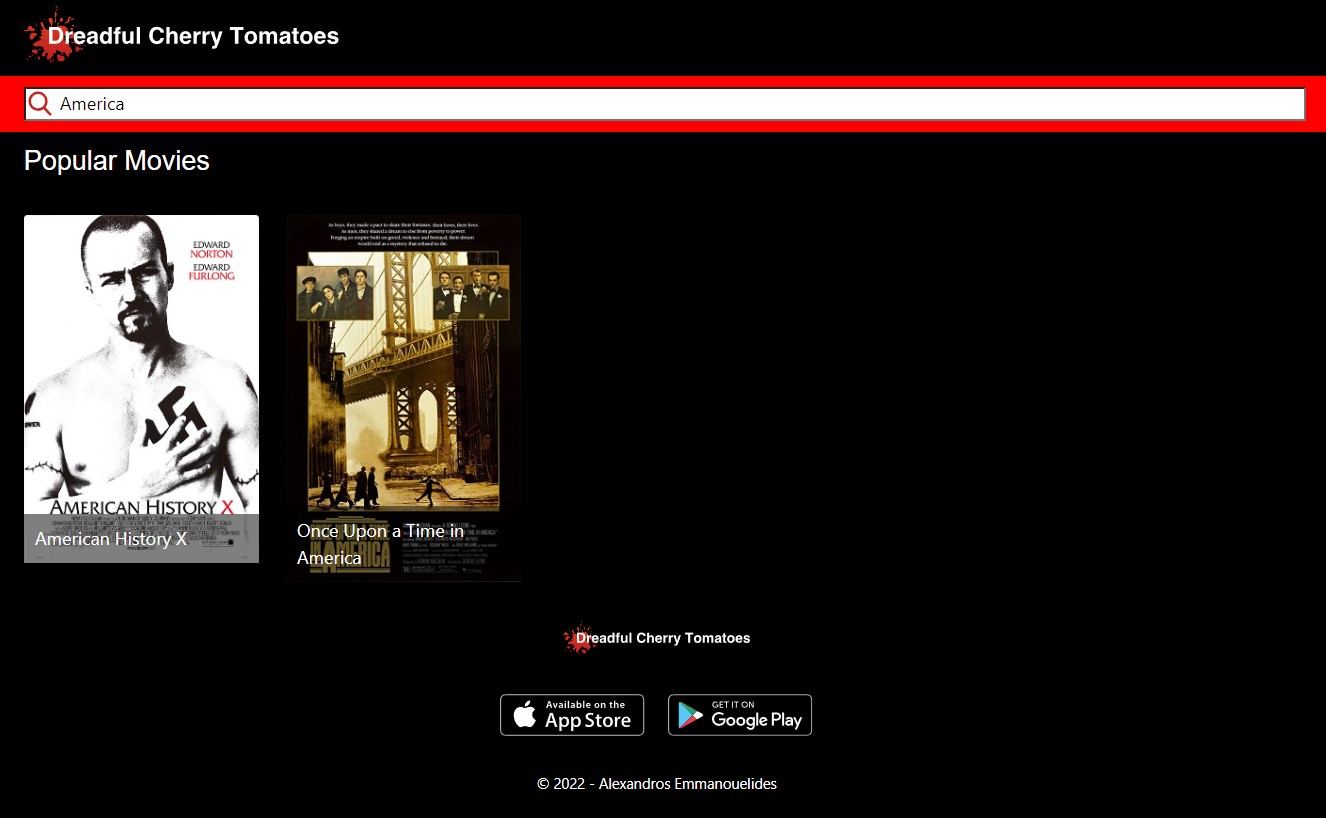 Dreadful Cherry Tomatoes
America
Popular Movies
EDWARD
NORTON
EDWARD
FURLONG
AMERICAN HISTORY X
American History X
As boys, they made a pact to share their fortunes, their loves, their lives.
As men, they shared a dream to rise from poverty to power.
Forging an empire built on greed, violence and betrayal, their dream
would end as a mystery that refused to die.
Once Upon a Time in
America
IN
AMERICA
Dreadful Cherry Tomatoes
Available on the
App Store
GET IT ON
Google Play
© 2022 - Alexandros Emmanouelides